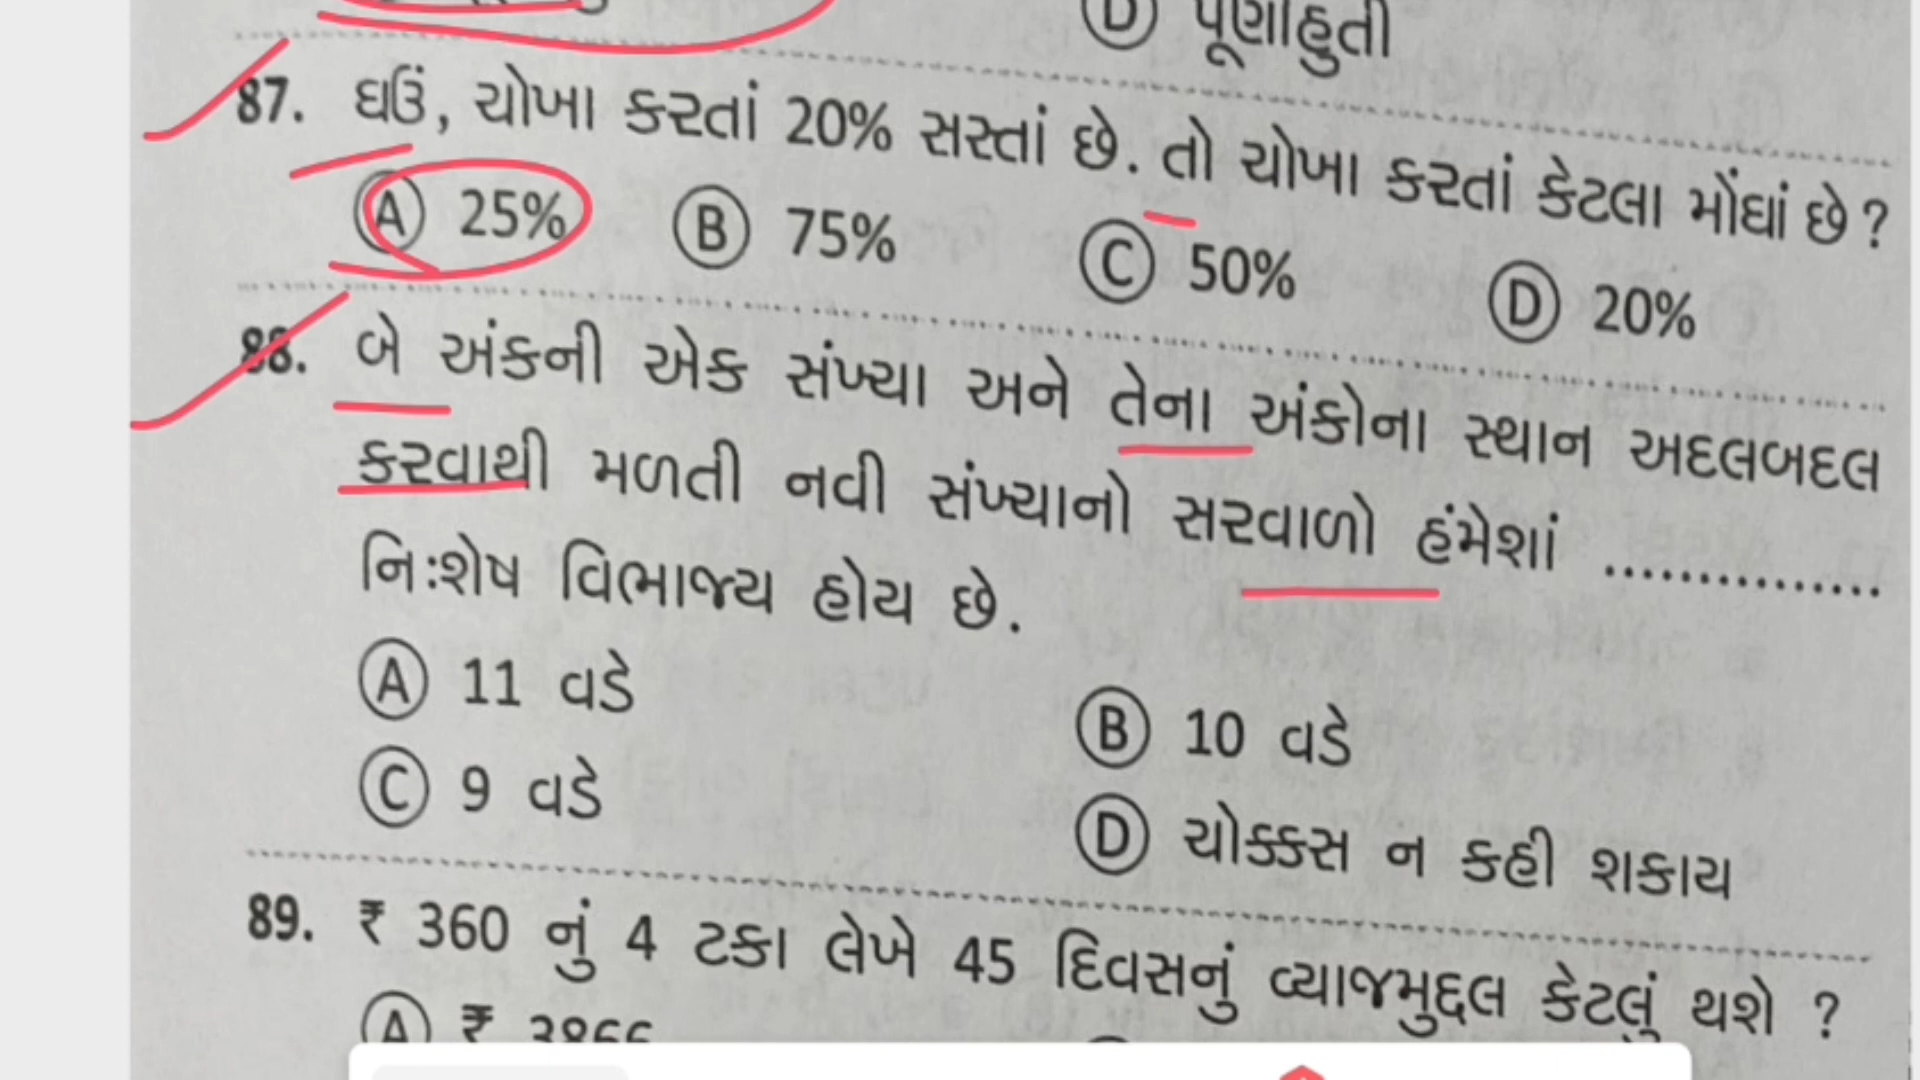 D પૂર્ણાહુતી
87. ઘઉં, ચોખા કરતાં 20% સસ્તાં છે. તો ચોખા કરતાં કેટલા મોંઘાં છે ?
A 25% B 75% C 50% D 20%
88. બે અંકની એક સંખ્યા અને તેના અંકોના સ્થાન અદલબદલ
કરવાથી મળતી નવી સંખ્યાનો સરવાળો હંમેશાં ...............
નિઃશેષ વિભાજ્ય હોય છે.
A 11 વડે B 10 વડે
C 9 વડે D ચોક્કસ ન કહી શકાય
89. ₹ 360 નું 4 ટકા લેખે 45 દિવસનું વ્યાજમુદ્દલ કેટલું થશે ?
A ₹